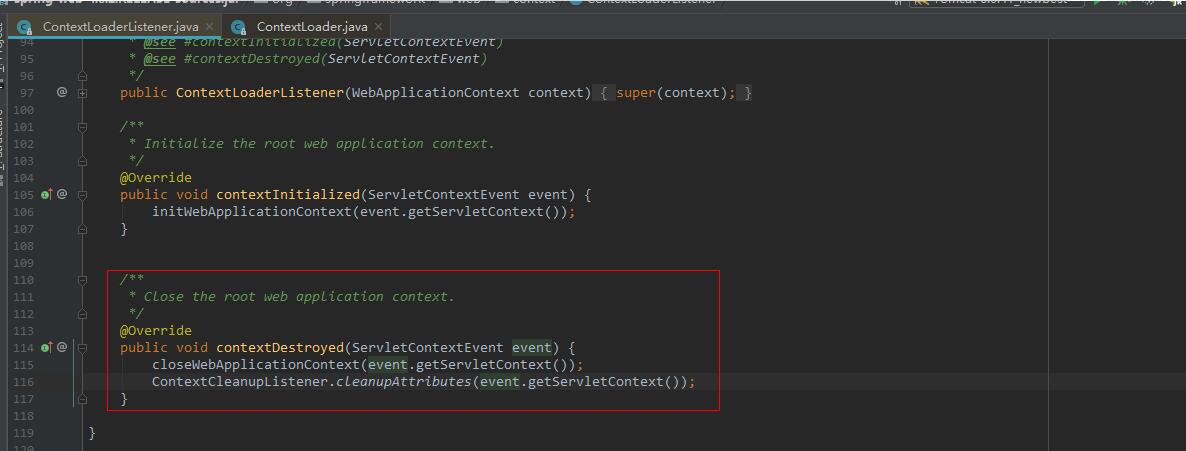 ContextLoaderListener.java × ContextLoader.java ×
94 * @see #contextInitialized(ServletContextEvent)
95 * @see #contextDestroyed(ServletContextEvent)
96 */
97 @ public ContextLoaderListener(WebApplicationContext context) { super(context); }
100
101 /**
102 * Initialize the root web application context.
103 */
104 @Override
105 @ public void contextInitialized(ServletContextEvent event) {
106 initWebApplicationContext(event.getServletContext());
107 }
108
109
110 /**
111 * Close the root web application context.
112 */
113 @Override
114 @ public void contextDestroyed(ServletContextEvent event) {
115 closeWebApplicationContext(event.getServletContext());
116 ContextCleanupListener.cleanupAttributes(event.getServletContext());
117 }
118
119 }
120